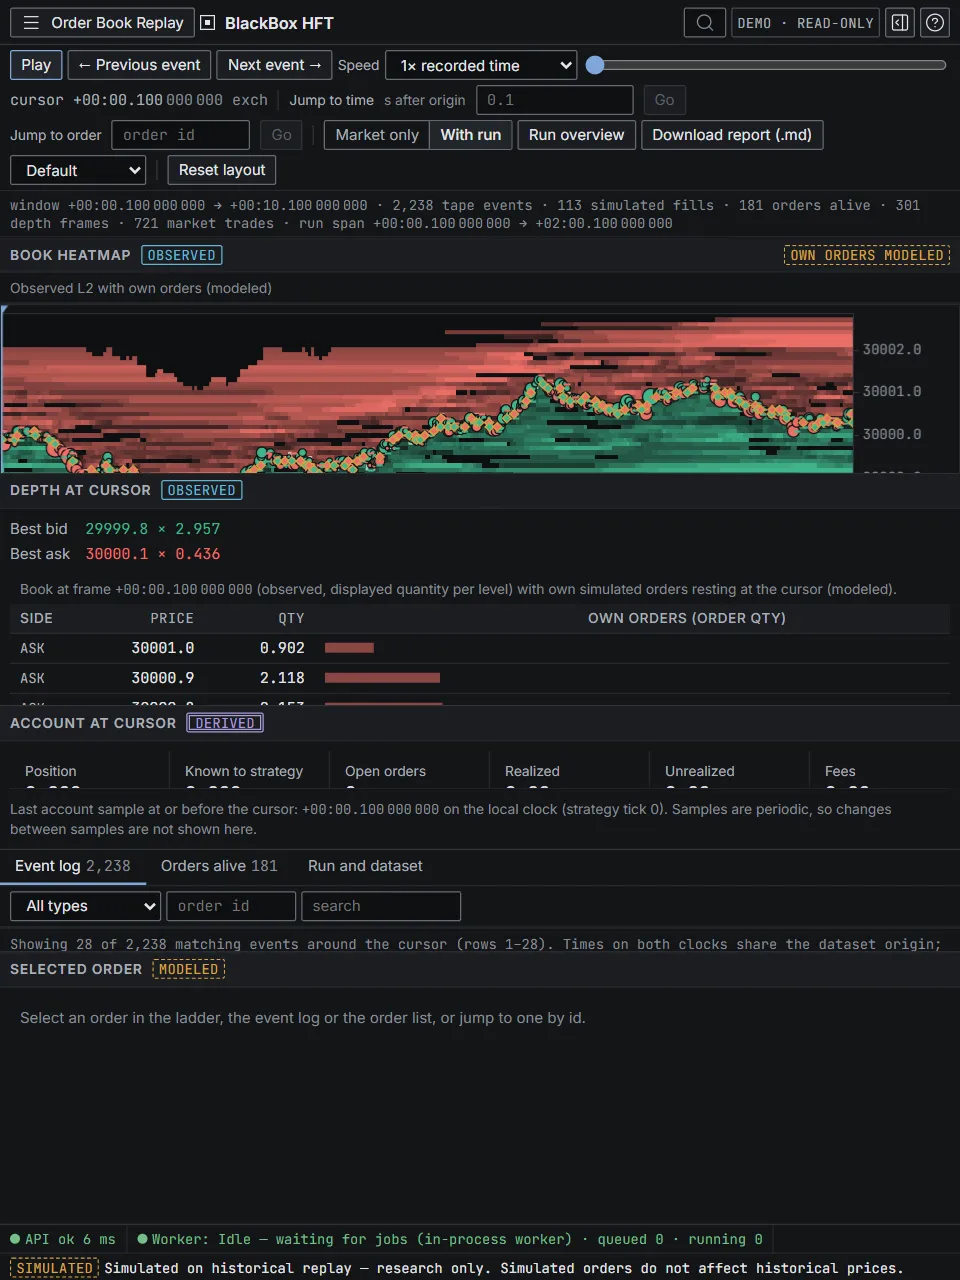 Order Book Replay BlackBox HFT DEMO · READ-ONLY
Play ← Previous event Next event → Speed 1× recorded time
cursor +00:00.100 000 000 exch Jump to time s after origin 0.1 Go
Jump to order order id Go Market only With run Run overview Download report (.md)
Default Reset layout
window +00:00.100 000 000 → +00:10.100 000 000 · 2,238 tape events · 113 simulated fills · 181 orders alive · 301
depth frames · 721 market trades · run span +00:00.100 000 000 → +02:00.100 000 000
BOOK HEATMAP OBSERVED OWN ORDERS MODELED
Observed L2 with own orders (modeled)
30002.0
30001.0
30000.0
DEPTH AT CURSOR OBSERVED
Best bid 29999.8 × 2.957
Best ask 30000.1 × 0.436
Book at frame +00:00.100 000 000 (observed, displayed quantity per level) with own simulated orders resting at the cursor (modeled).
SIDE PRICE QTY OWN ORDERS (ORDER QTY)
ASK 30001.0 0.902
ASK 30000.9 2.118
ACCOUNT AT CURSOR DERIVED
Position Known to strategy Open orders Realized Unrealized Fees
Last account sample at or before the cursor: +00:00.100 000 000 on the local clock (strategy tick 0). Samples are periodic, so changes
between samples are not shown here.
Event log 2,238 Orders alive 181 Run and dataset
All types order id search
Showing 28 of 2,238 matching events around the cursor (rows 1–28). Times on both clocks share the dataset origin;
SELECTED ORDER MODELED
Select an order in the ladder, the event log or the order list, or jump to one by id.
API ok 6 ms Worker: Idle — waiting for jobs (in-process worker) · queued 0 · running 0
SIMULATED Simulated on historical replay — research only. Simulated orders do not affect historical prices.